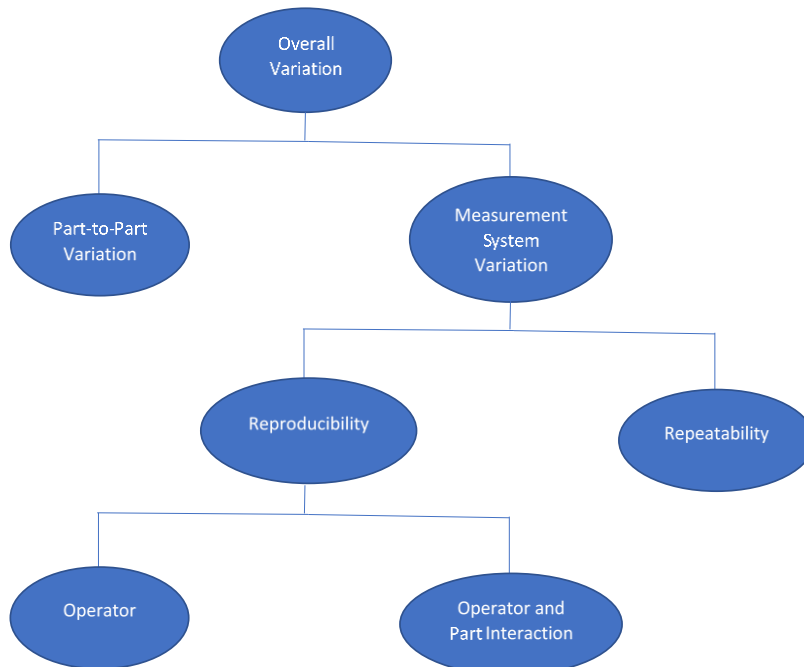 Overall
Variation
Part-to-Part
Variation
Measurement
System
Variation
Reproducibility
Repeatability
Operator
Operator and
Part Interaction